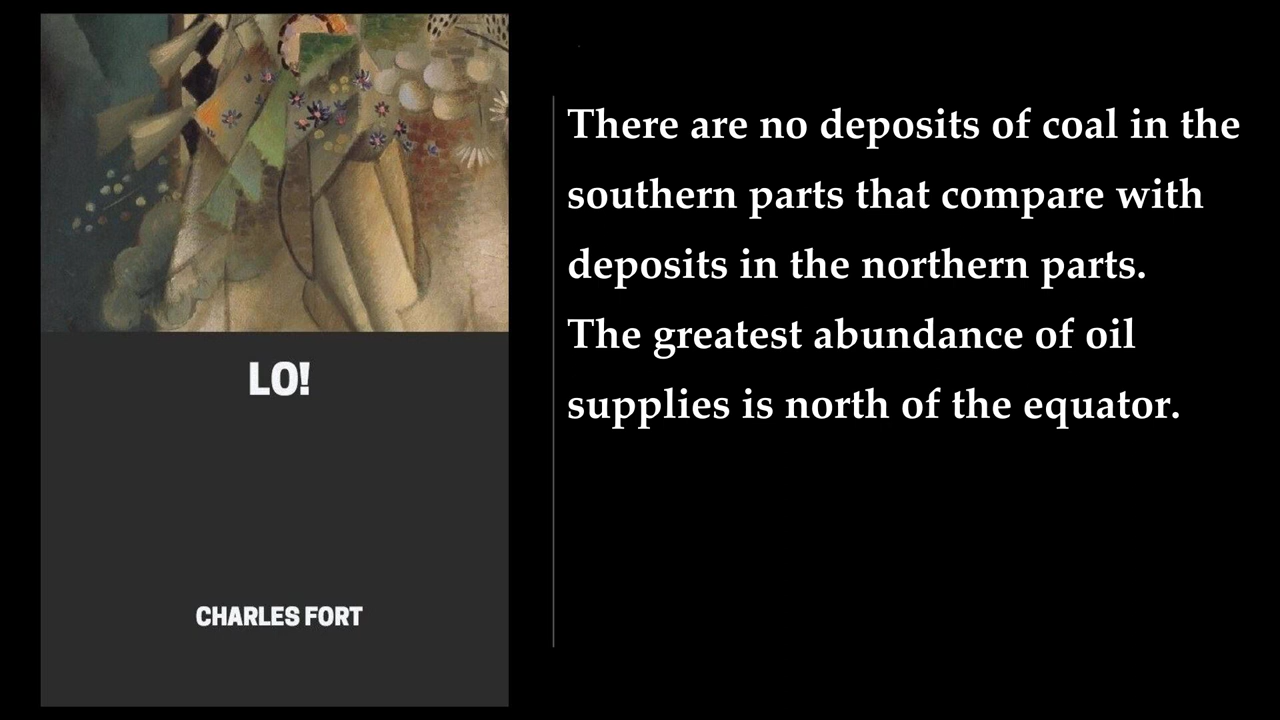 LO!
CHARLES FORT
There are no deposits of coal in the
southern parts that compare with
deposits in the northern parts.
The greatest abundance of oil
supplies is north of the equator.